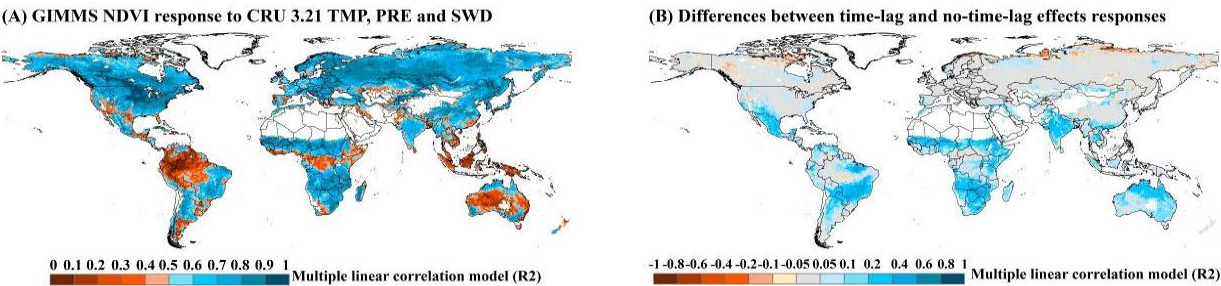 (A) GIMMS NDVI response to CRU 3.21 TMP, PRE and SWD
(B) Differences between time-lag and no-time-lag effects responses
0 0.1 0.2 0.3 0.4 0.5 0.6 0.7 0.8 0.9 1
Multiple linear correlation model (R2)
-1 -0.8 -0.6 -0.4 -0.2 -0.1 -0.05 0.05 0.1 0.2 0.4 0.6 0.8 1
Multiple linear correlation model (R2)